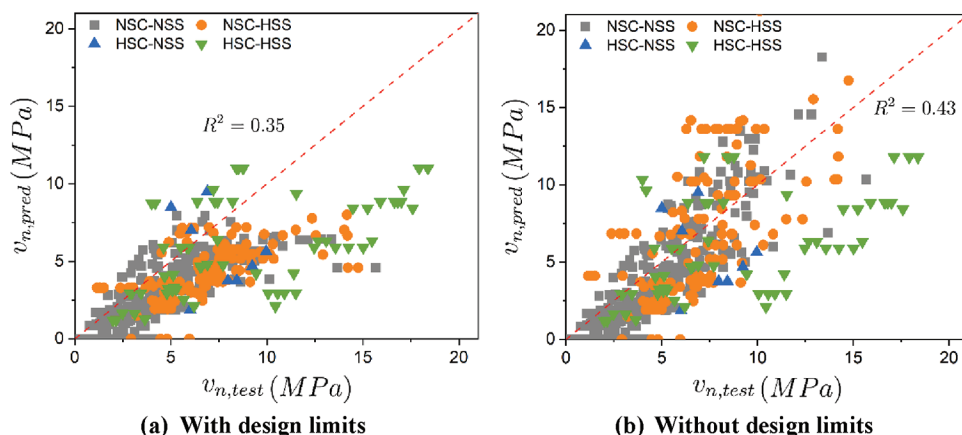 NSC-NSS NSC-HSS
HSC-NSS HSC-HSS
R² = 0.35
v_{n,pred} (MPa)
20
15
10
5
0
0 5 10 15 20
v_{n,test} (MPa)
(a) With design limits
NSC-NSS NSC-HSS
HSC-NSS HSC-HSS
R² = 0.43
v_{n,pred} (MPa)
20
15
10
5
0
0 5 10 15 20
v_{n,test} (MPa)
(b) Without design limits